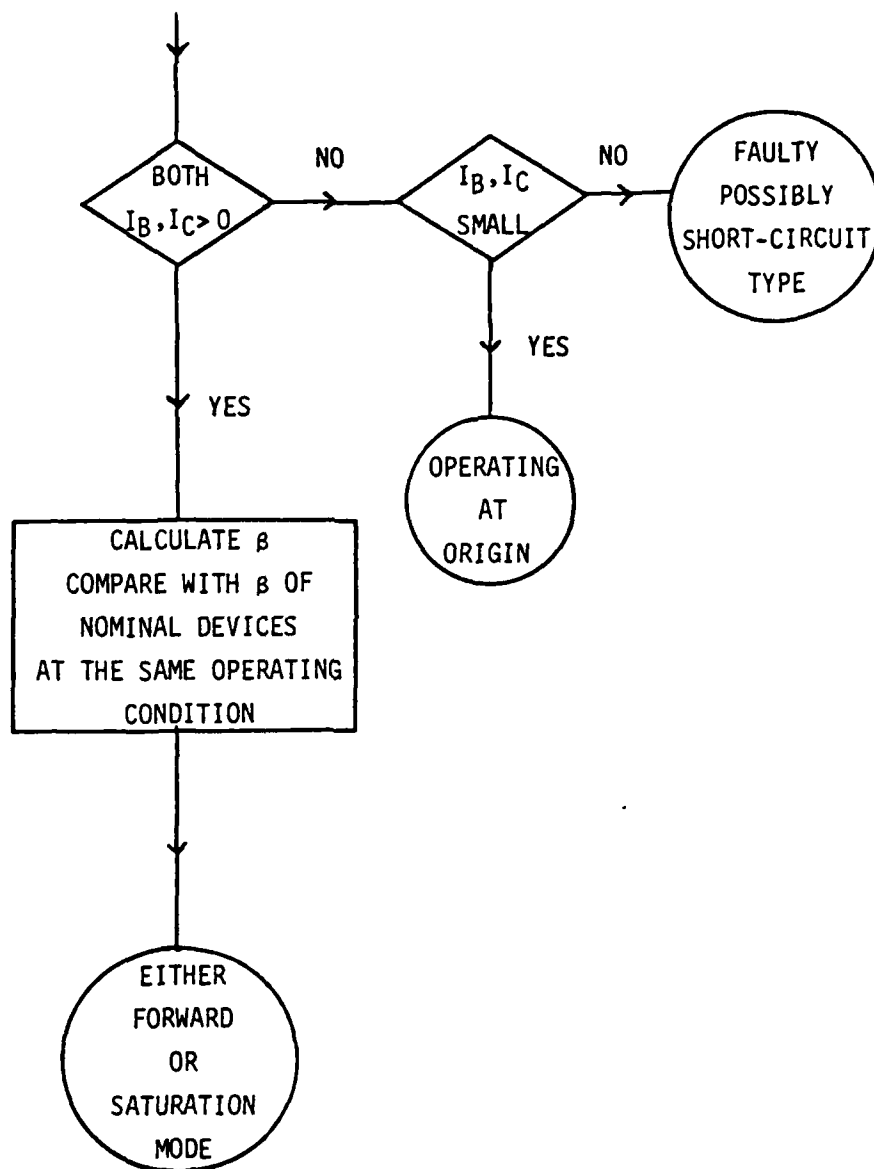 BOTH
I_B, I_C > 0
NO
I_B, I_C
SMALL
NO
FAULTY
POSSIBLY
SHORT-CIRCUIT
TYPE
YES
YES
OPERATING
AT
ORIGIN
CALCULATE β
COMPARE WITH β OF
NOMINAL DEVICES
AT THE SAME OPERATING
CONDITION
EITHER
FORWARD
OR
SATURATION
MODE